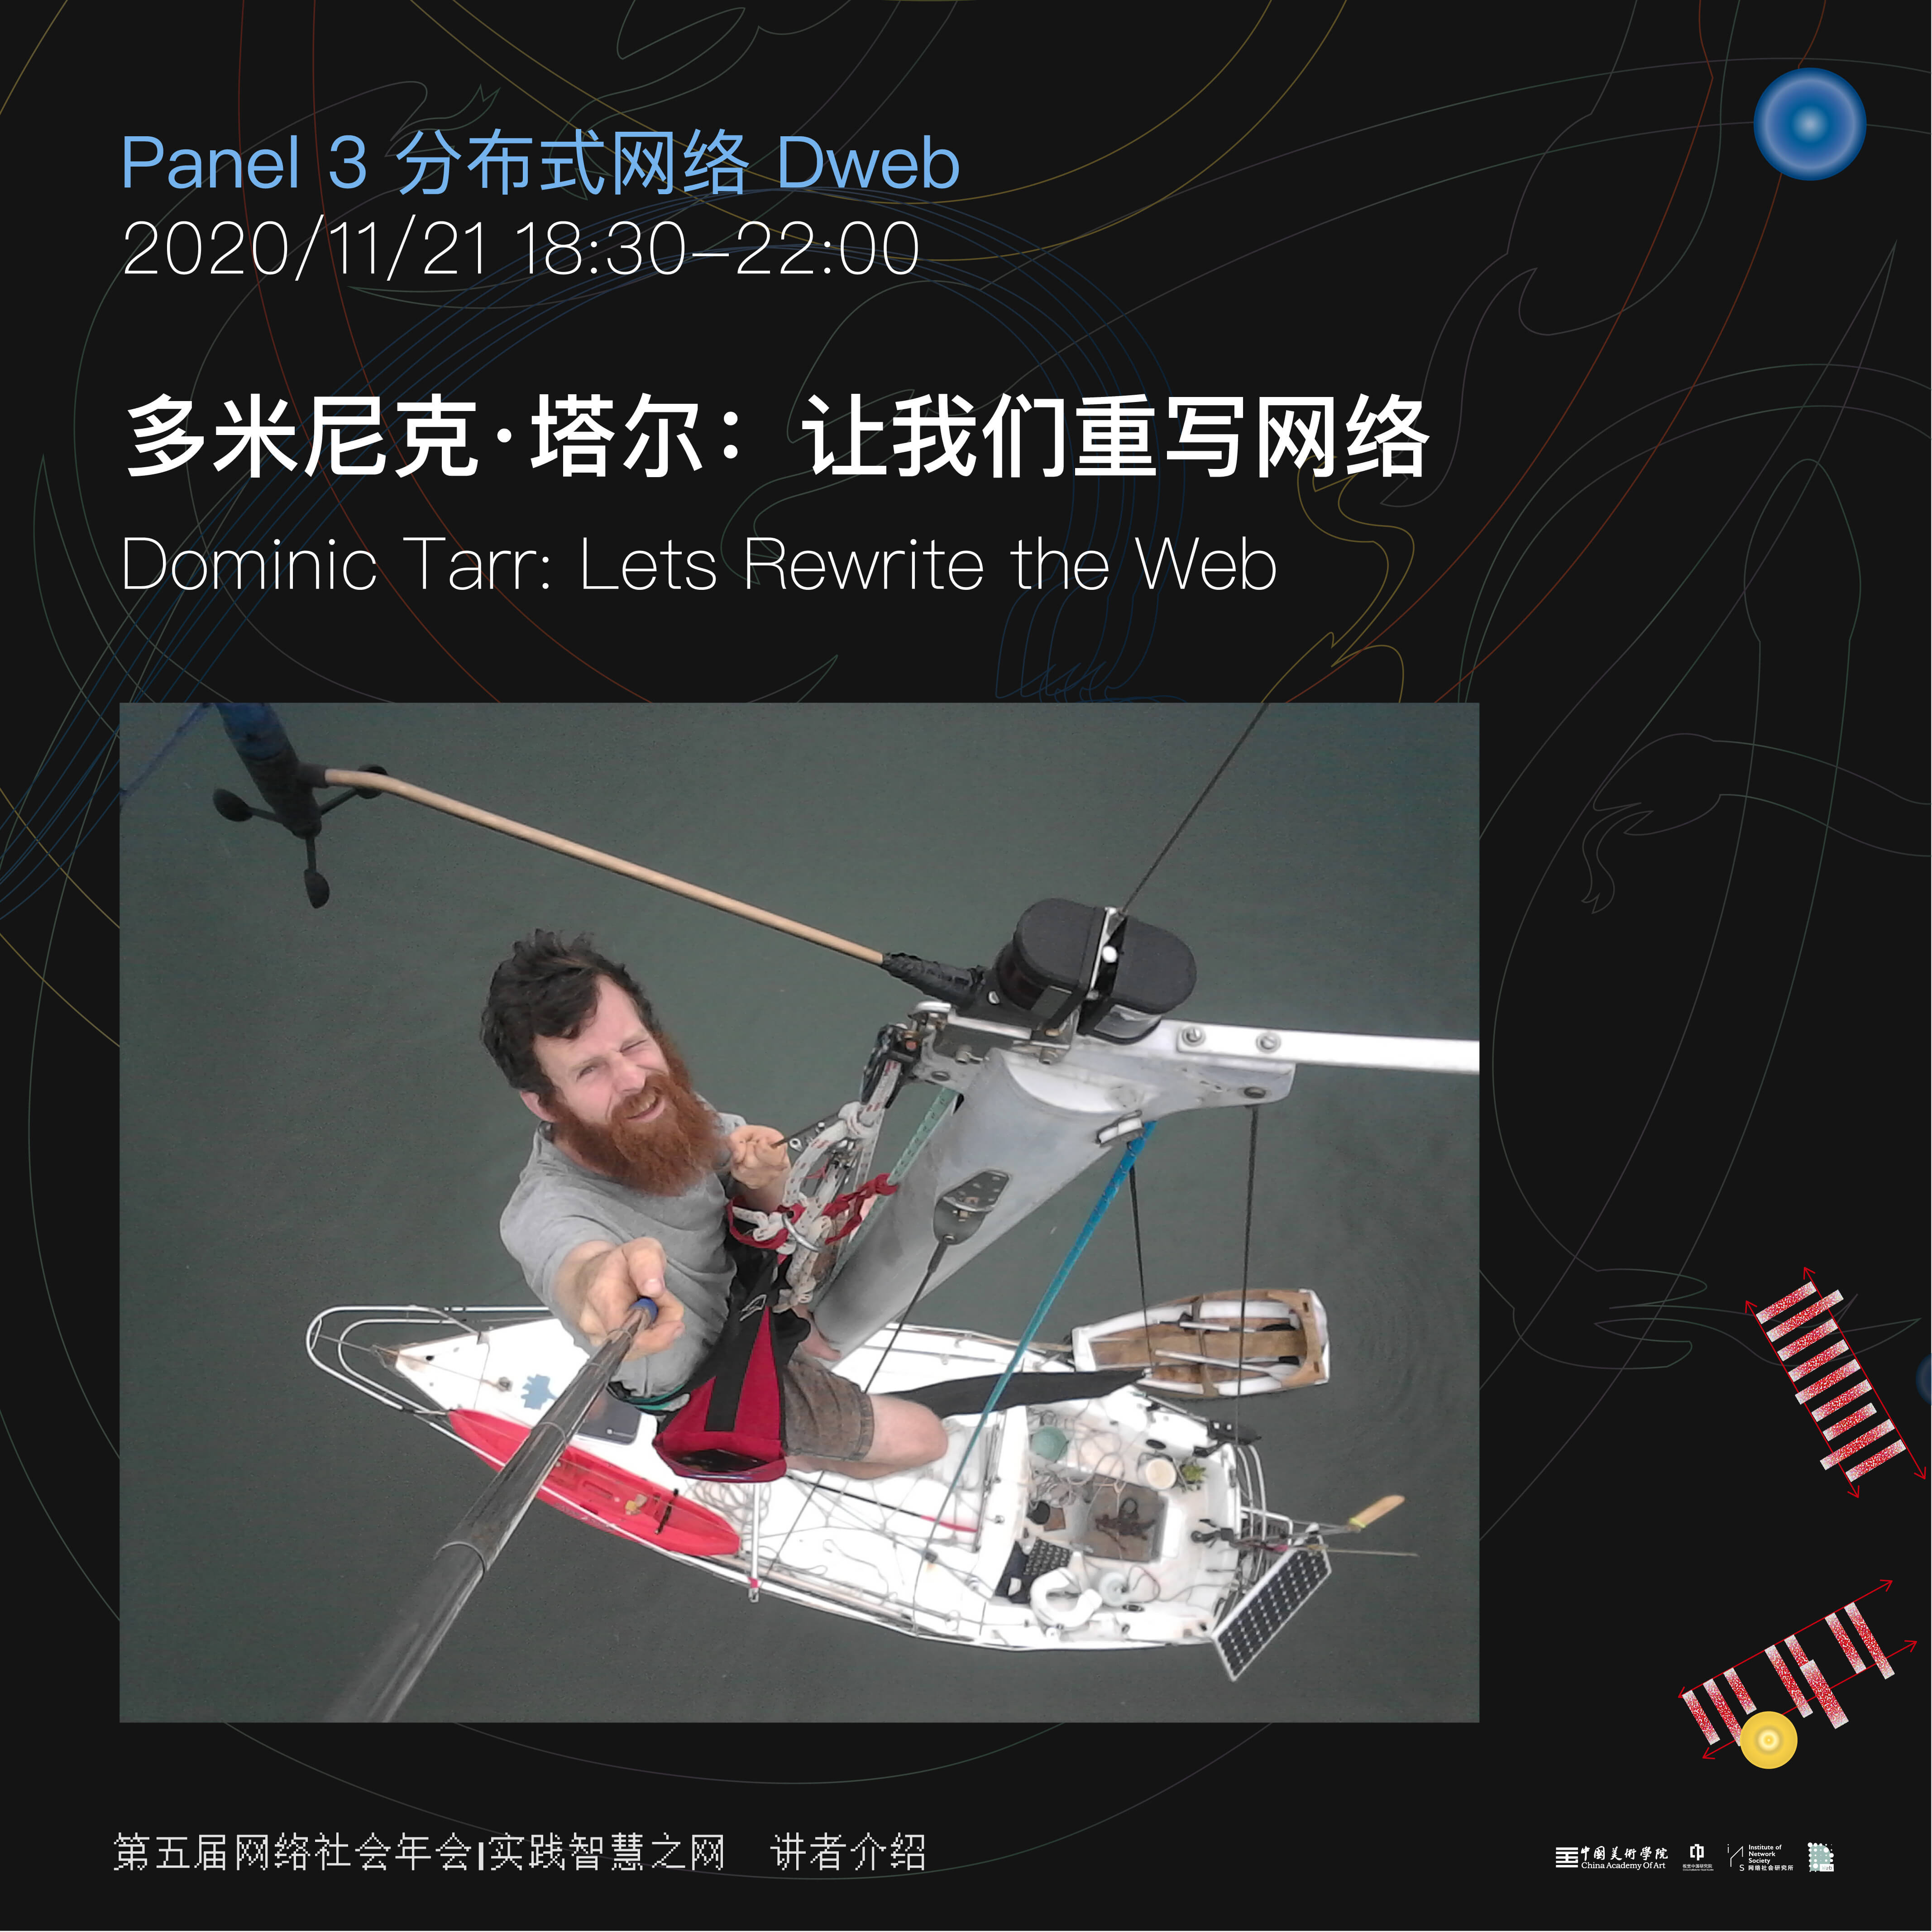 Panel 3 分布式网络 Dweb
2020/11/21 18:30–22:00
多米尼克·塔尔：让我们重写网络
Dominic Tarr: Lets Rewrite the Web
第五届网络社会年会|实践智慧之网 讲者介绍
中国美術學院
China Academy Of Art
Institute of
Network
Society
网络社会研究所